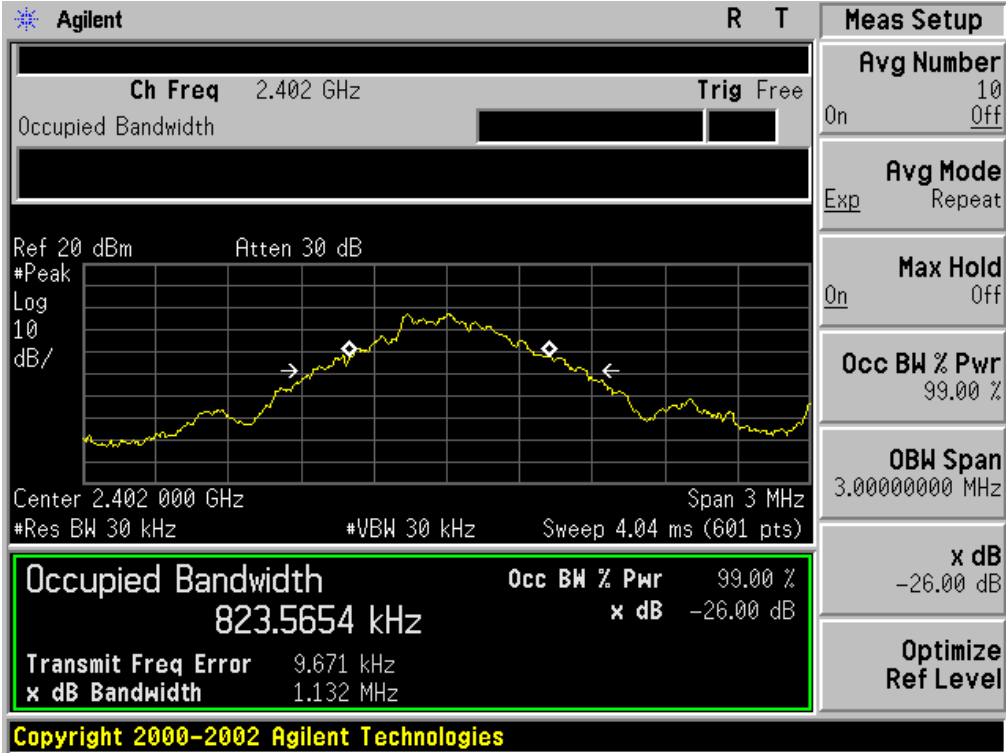 Agilent R T Meas Setup
Ch Freq 2.402 GHz Trig Free
Occupied Bandwidth
Ref 20 dBm Atten 30 dB
#Peak
Log
10
dB/
Center 2.402 000 GHz Span 3 MHz
#Res BW 30 kHz #VBW 30 kHz Sweep 4.04 ms (601 pts)
Occupied Bandwidth Occ BW % Pwr 99.00 %
823.5654 kHz x dB -26.00 dB
Transmit Freq Error 9.671 kHz
x dB Bandwidth 1.132 MHz
Avg Number
10
On Off
Avg Mode
Exp Repeat
Max Hold
On Off
Occ BW % Pwr
99.00 %
OBW Span
3.00000000 MHz
x dB
-26.00 dB
Optimize
Ref Level
Copyright 2000-2002 Agilent Technologies